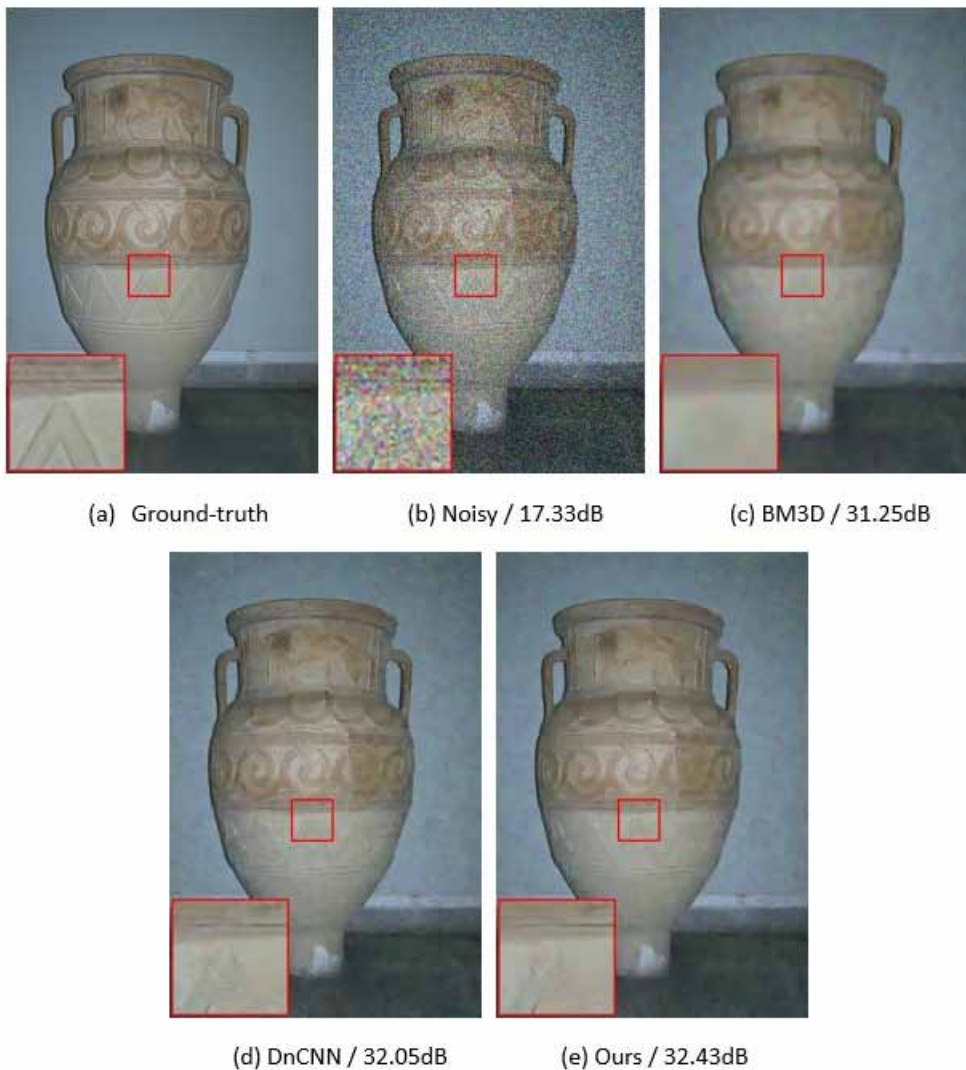 (a) Ground-truth
(b) Noisy / 17.33dB
(c) BM3D / 31.25dB
(d) DnCNN / 32.05dB
(e) Ours / 32.43dB